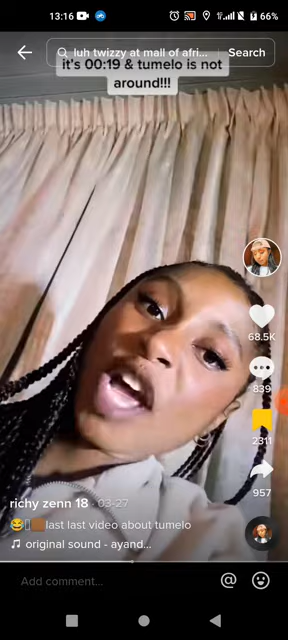 13:16
66%
luh twizzy at mall of afri...
Search
it's 00:19 & tumelo is not
around!!!
68.5K
839
2311
957
richy zenn 18 · 03-27
last last video about tumelo
original sound - ayand...
Add comment...